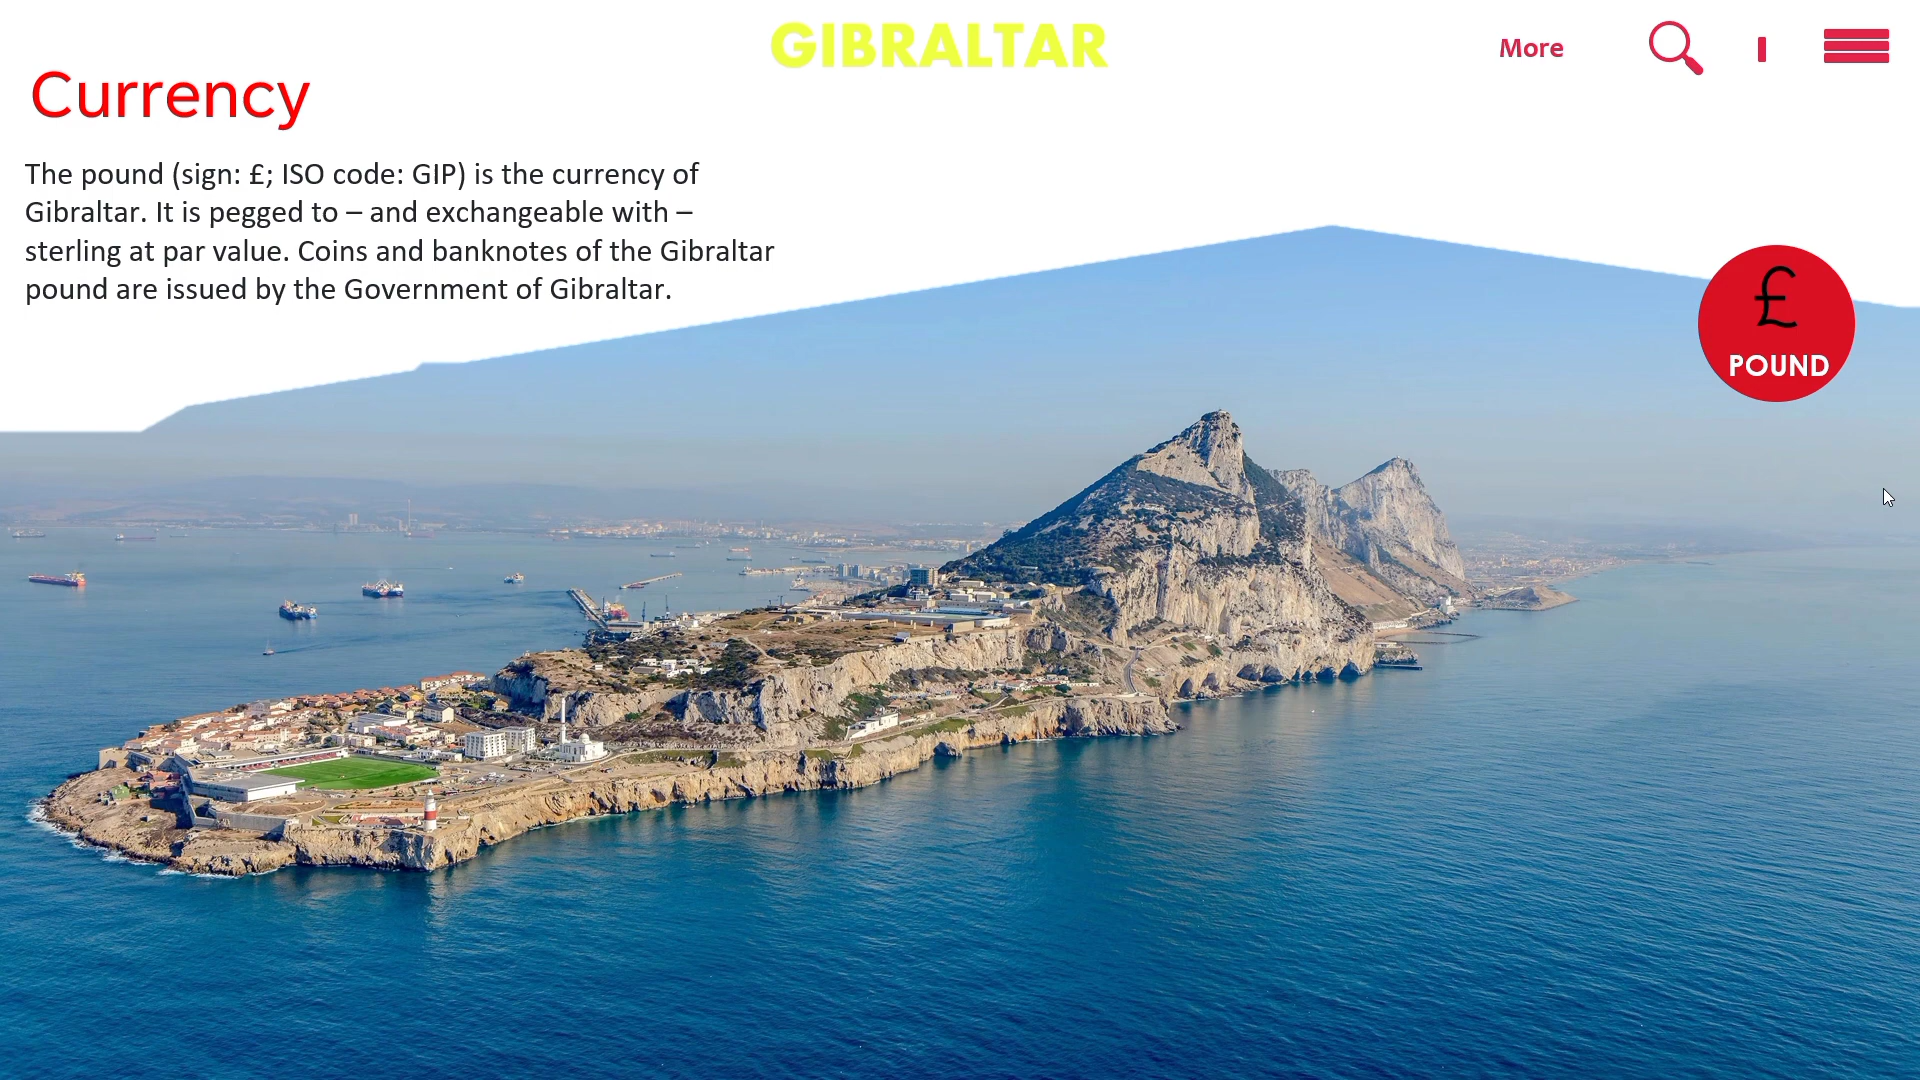 GIBRALTAR
More
Currency
The pound (sign: £; ISO code: GIP) is the currency of
Gibraltar. It is pegged to – and exchangeable with –
sterling at par value. Coins and banknotes of the Gibraltar
pound are issued by the Government of Gibraltar.
£
POUND